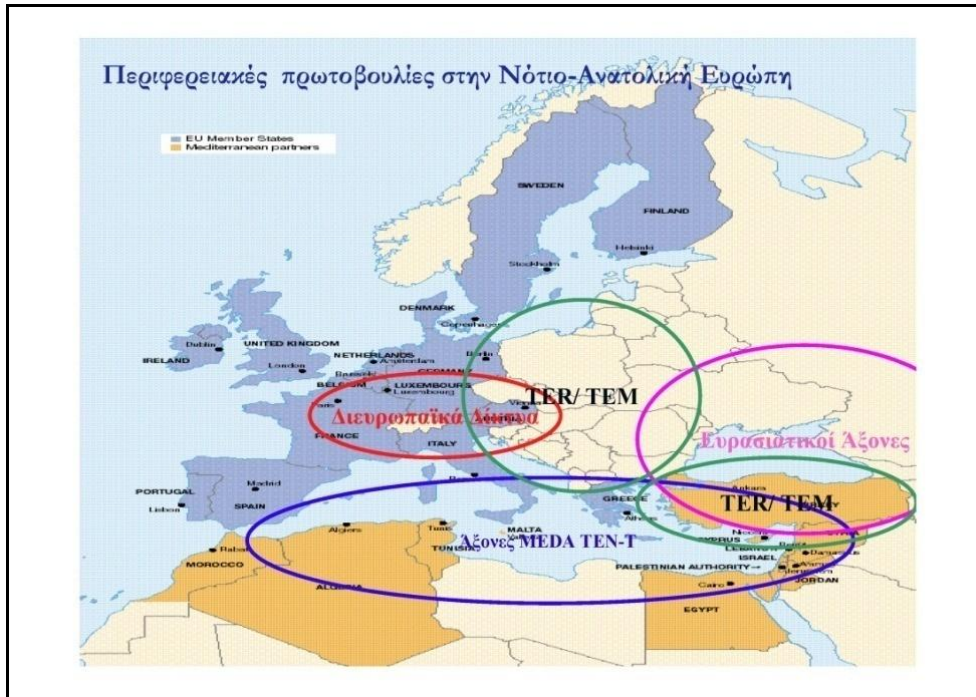 Περιφερειακές πρωτοβουλίες στην Νότιο-Ανατολική Ευρώπη
EU Member States
Mediterranean partners
SWEDEN
FINLAND
Helsinki
Stockholm
DENMARK
Copenhagen
Dublin
UNITED KINGDOM
IRELAND
NETHERLANDS
Amsterdam
Berlin
London
GERMANY
Brussels
BELGIUM
LUXEMBOURG
Luxembourg
TER/ TEM
Διευρωπαϊκά Δίκτυα
FRANCE
ITALY
Ευρασιατικοί Άξονες
Madrid
PORTUGAL
Lisbon
SPAIN
Ankara
TER/ TEM
GREECE
Athens
Algiers
Tunis
MALTA
Άξονες MEDA TEN-T
TUNISIA
Rabat
MOROCCO
CYPRUS
LEBANON
Damascus
ISRAEL
PALESTINIAN AUTHORITY
JORDAN
Cairo
ALGERIA
EGYPT